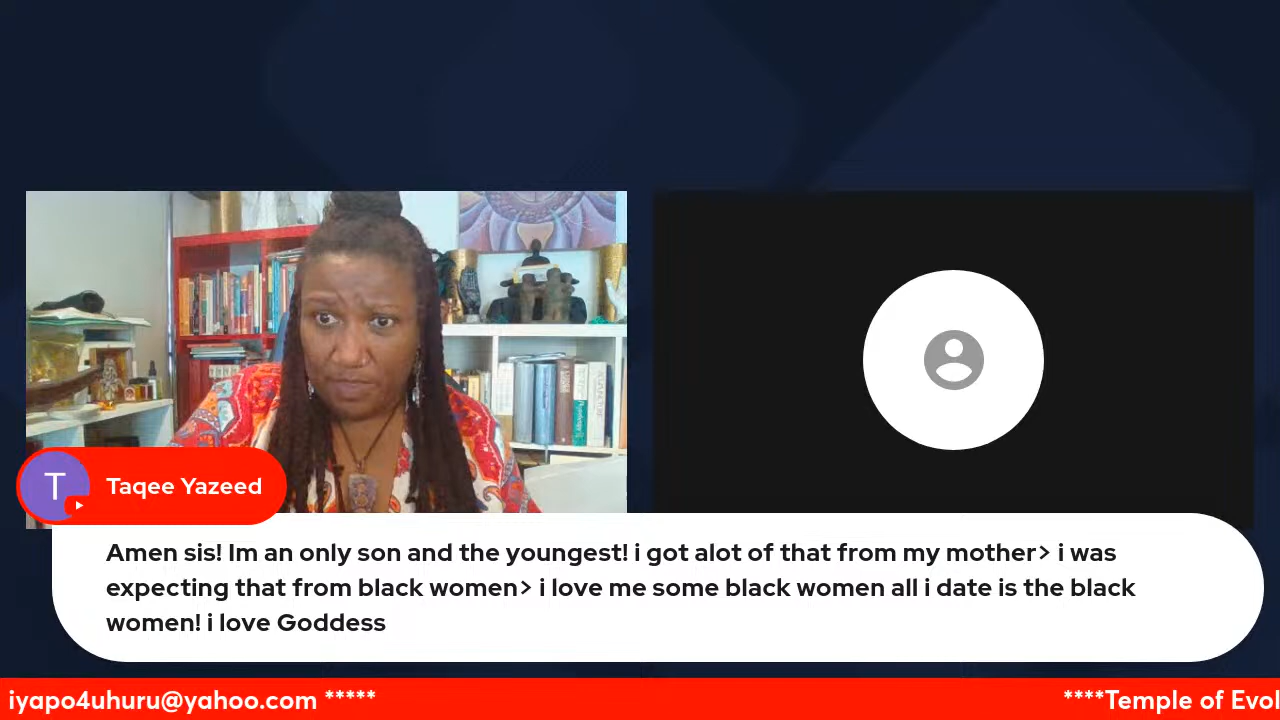 T
Taqee Yazeed
Amen sis! Im an only son and the youngest! i got alot of that from my mother> i was
expecting that from black women> i love me some black women all i date is the black
women! i love Goddess
iyapo4uhuru@yahoo.com ***** ****Temple of Evol